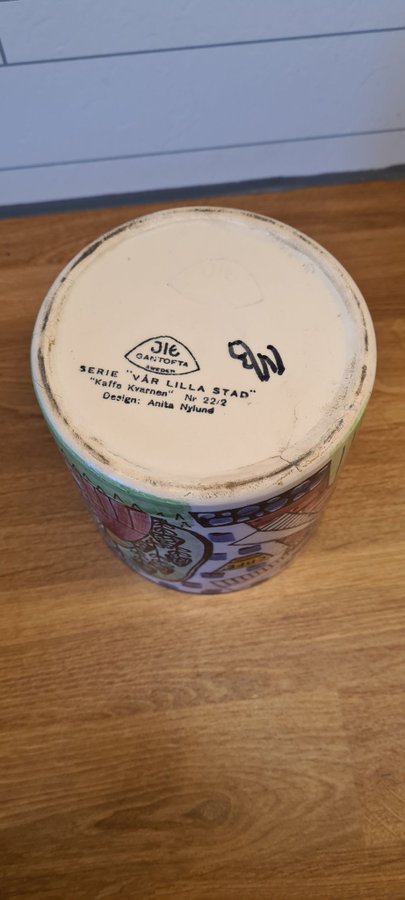 JIE
GANTOFTA
SWEDEN
SERIE "VÅR LILLA STAD"
"Kaffe Kvarnen" Nr 22/2
Design: Anita Nylund